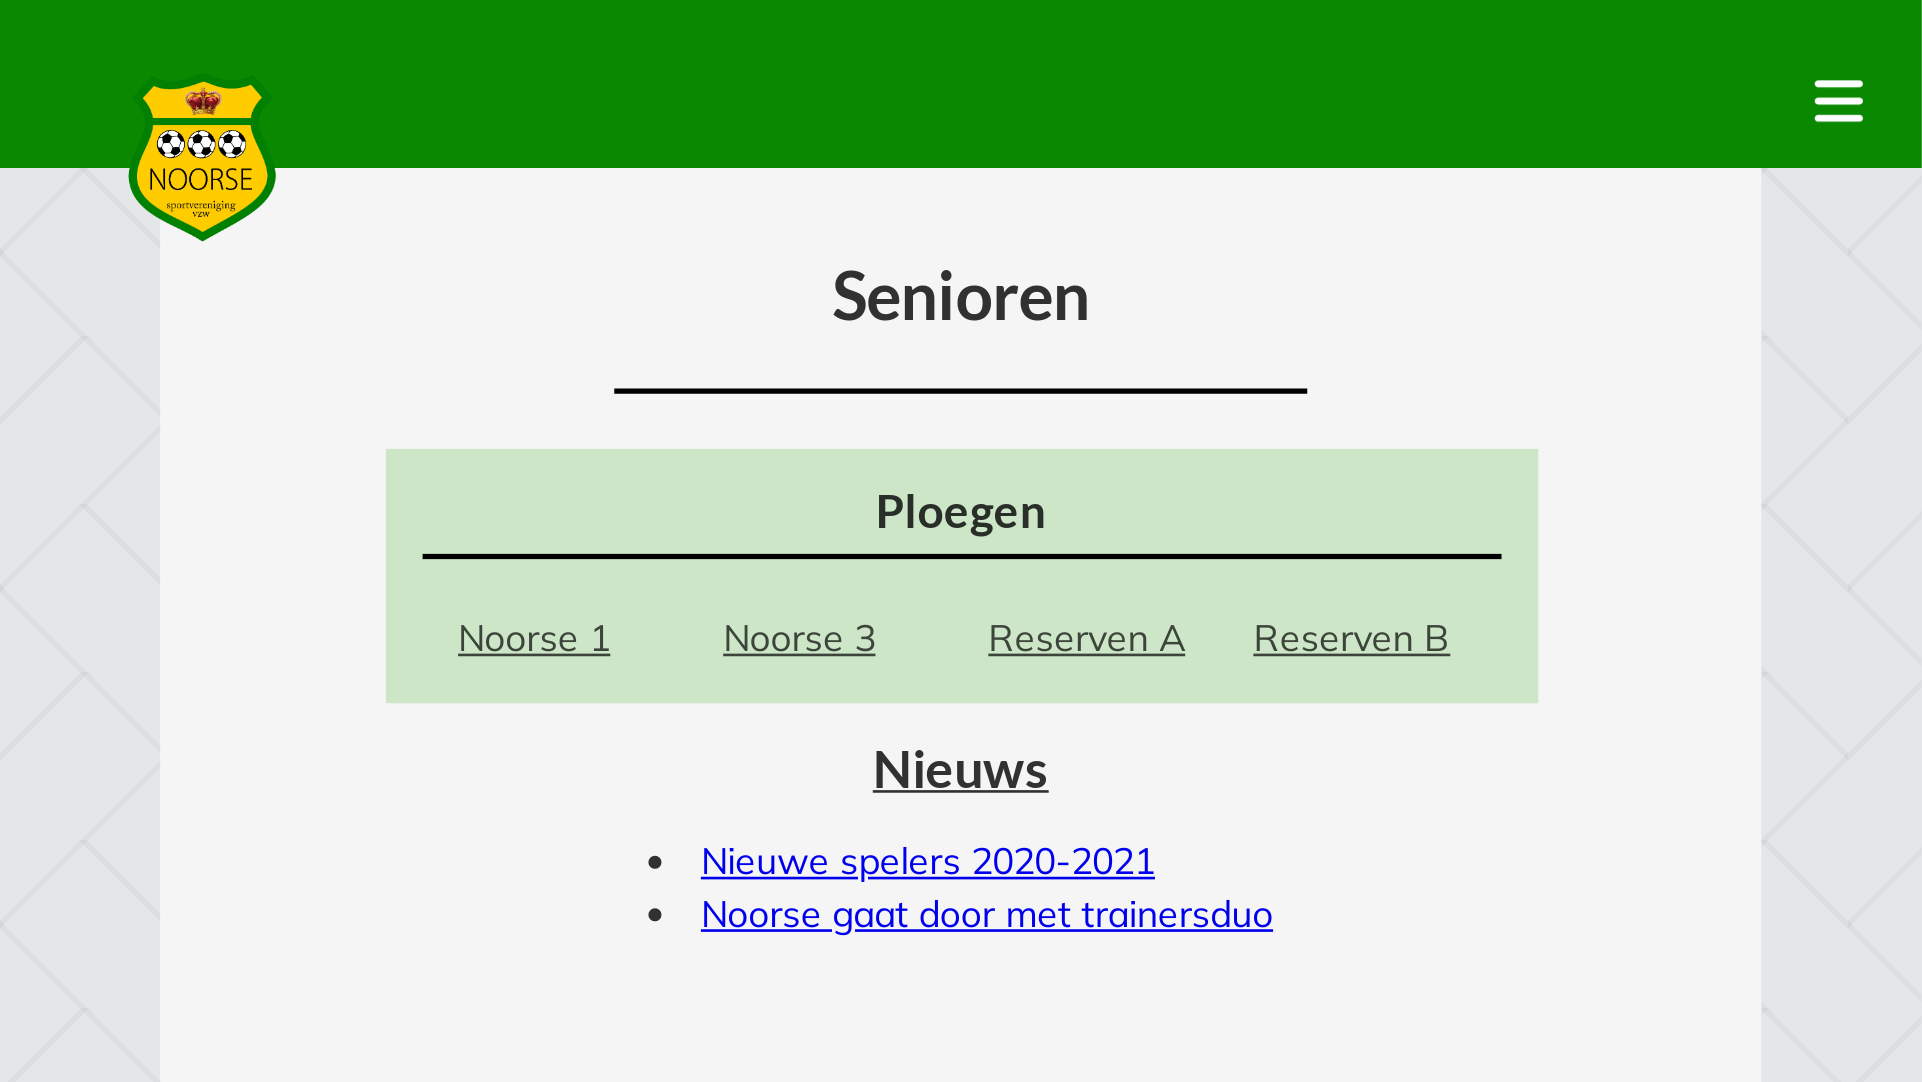 NOORSE
sportvereniging
vzw
Senioren
Ploegen
Noorse 1 Noorse 3 Reserven A Reserven B
Nieuws
Nieuwe spelers 2020-2021
Noorse gaat door met trainersduo